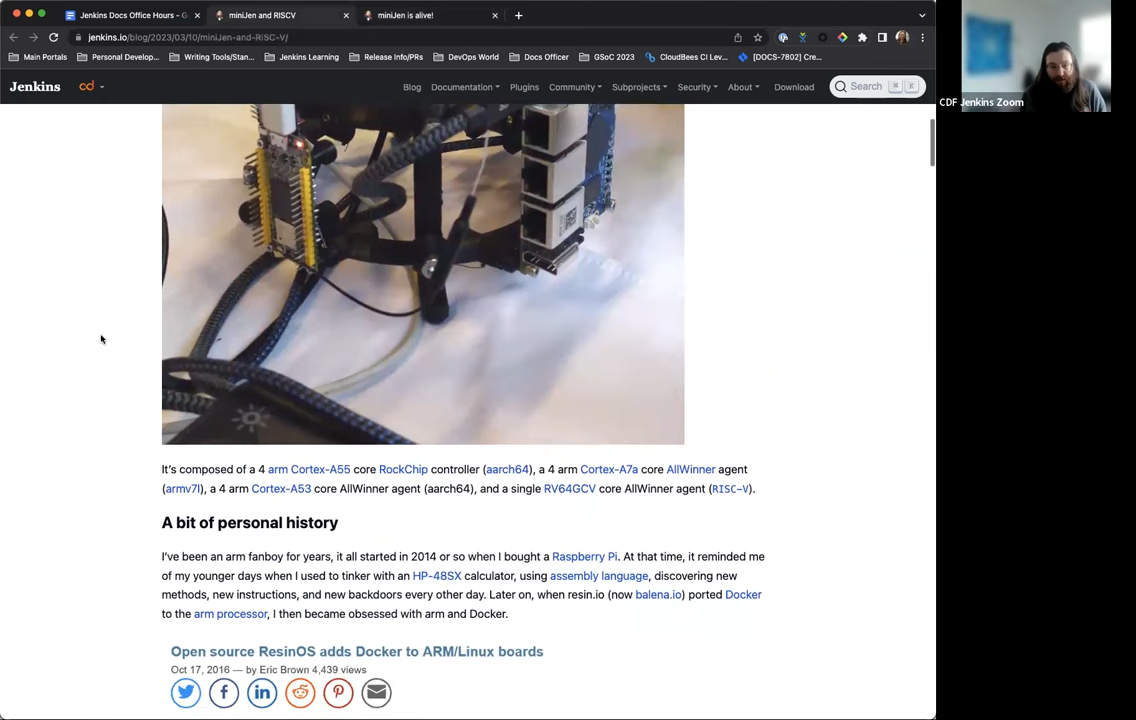 Jenkins Docs Office Hours - G
miniJen and RISCV
miniJen is alive!
jenkins.io/blog/2023/03/10/miniJen-and-RISC-V/
Main Portals
Personal Develop...
Writing Tools/Stan...
Jenkins Learning
Release Info/PRs
DevOps World
Docs Officer
GSoC 2023
CloudBees CI Lev...
[DOCS-7802] Cre...
Jenkins
cd
Blog
Documentation
Plugins
Community
Subprojects
Security
About
Download
Search
K
CDF Jenkins Zoom
It's composed of a 4 arm Cortex-A55 core RockChip controller (aarch64), a 4 arm Cortex-A7a core AllWinner agent
(armv7l), a 4 arm Cortex-A53 core AllWinner agent (aarch64), and a single RV64GCV core AllWinner agent (RISC-V).
A bit of personal history
I've been an arm fanboy for years, it all started in 2014 or so when I bought a Raspberry Pi. At that time, it reminded me
of my younger days when I used to tinker with an HP-48SX calculator, using assembly language, discovering new
methods, new instructions, and new backdoors every other day. Later on, when resin.io (now balena.io) ported Docker
to the arm processor, I then became obsessed with arm and Docker.
Open source ResinOS adds Docker to ARM/Linux boards
Oct 17, 2016 — by Eric Brown 4,439 views